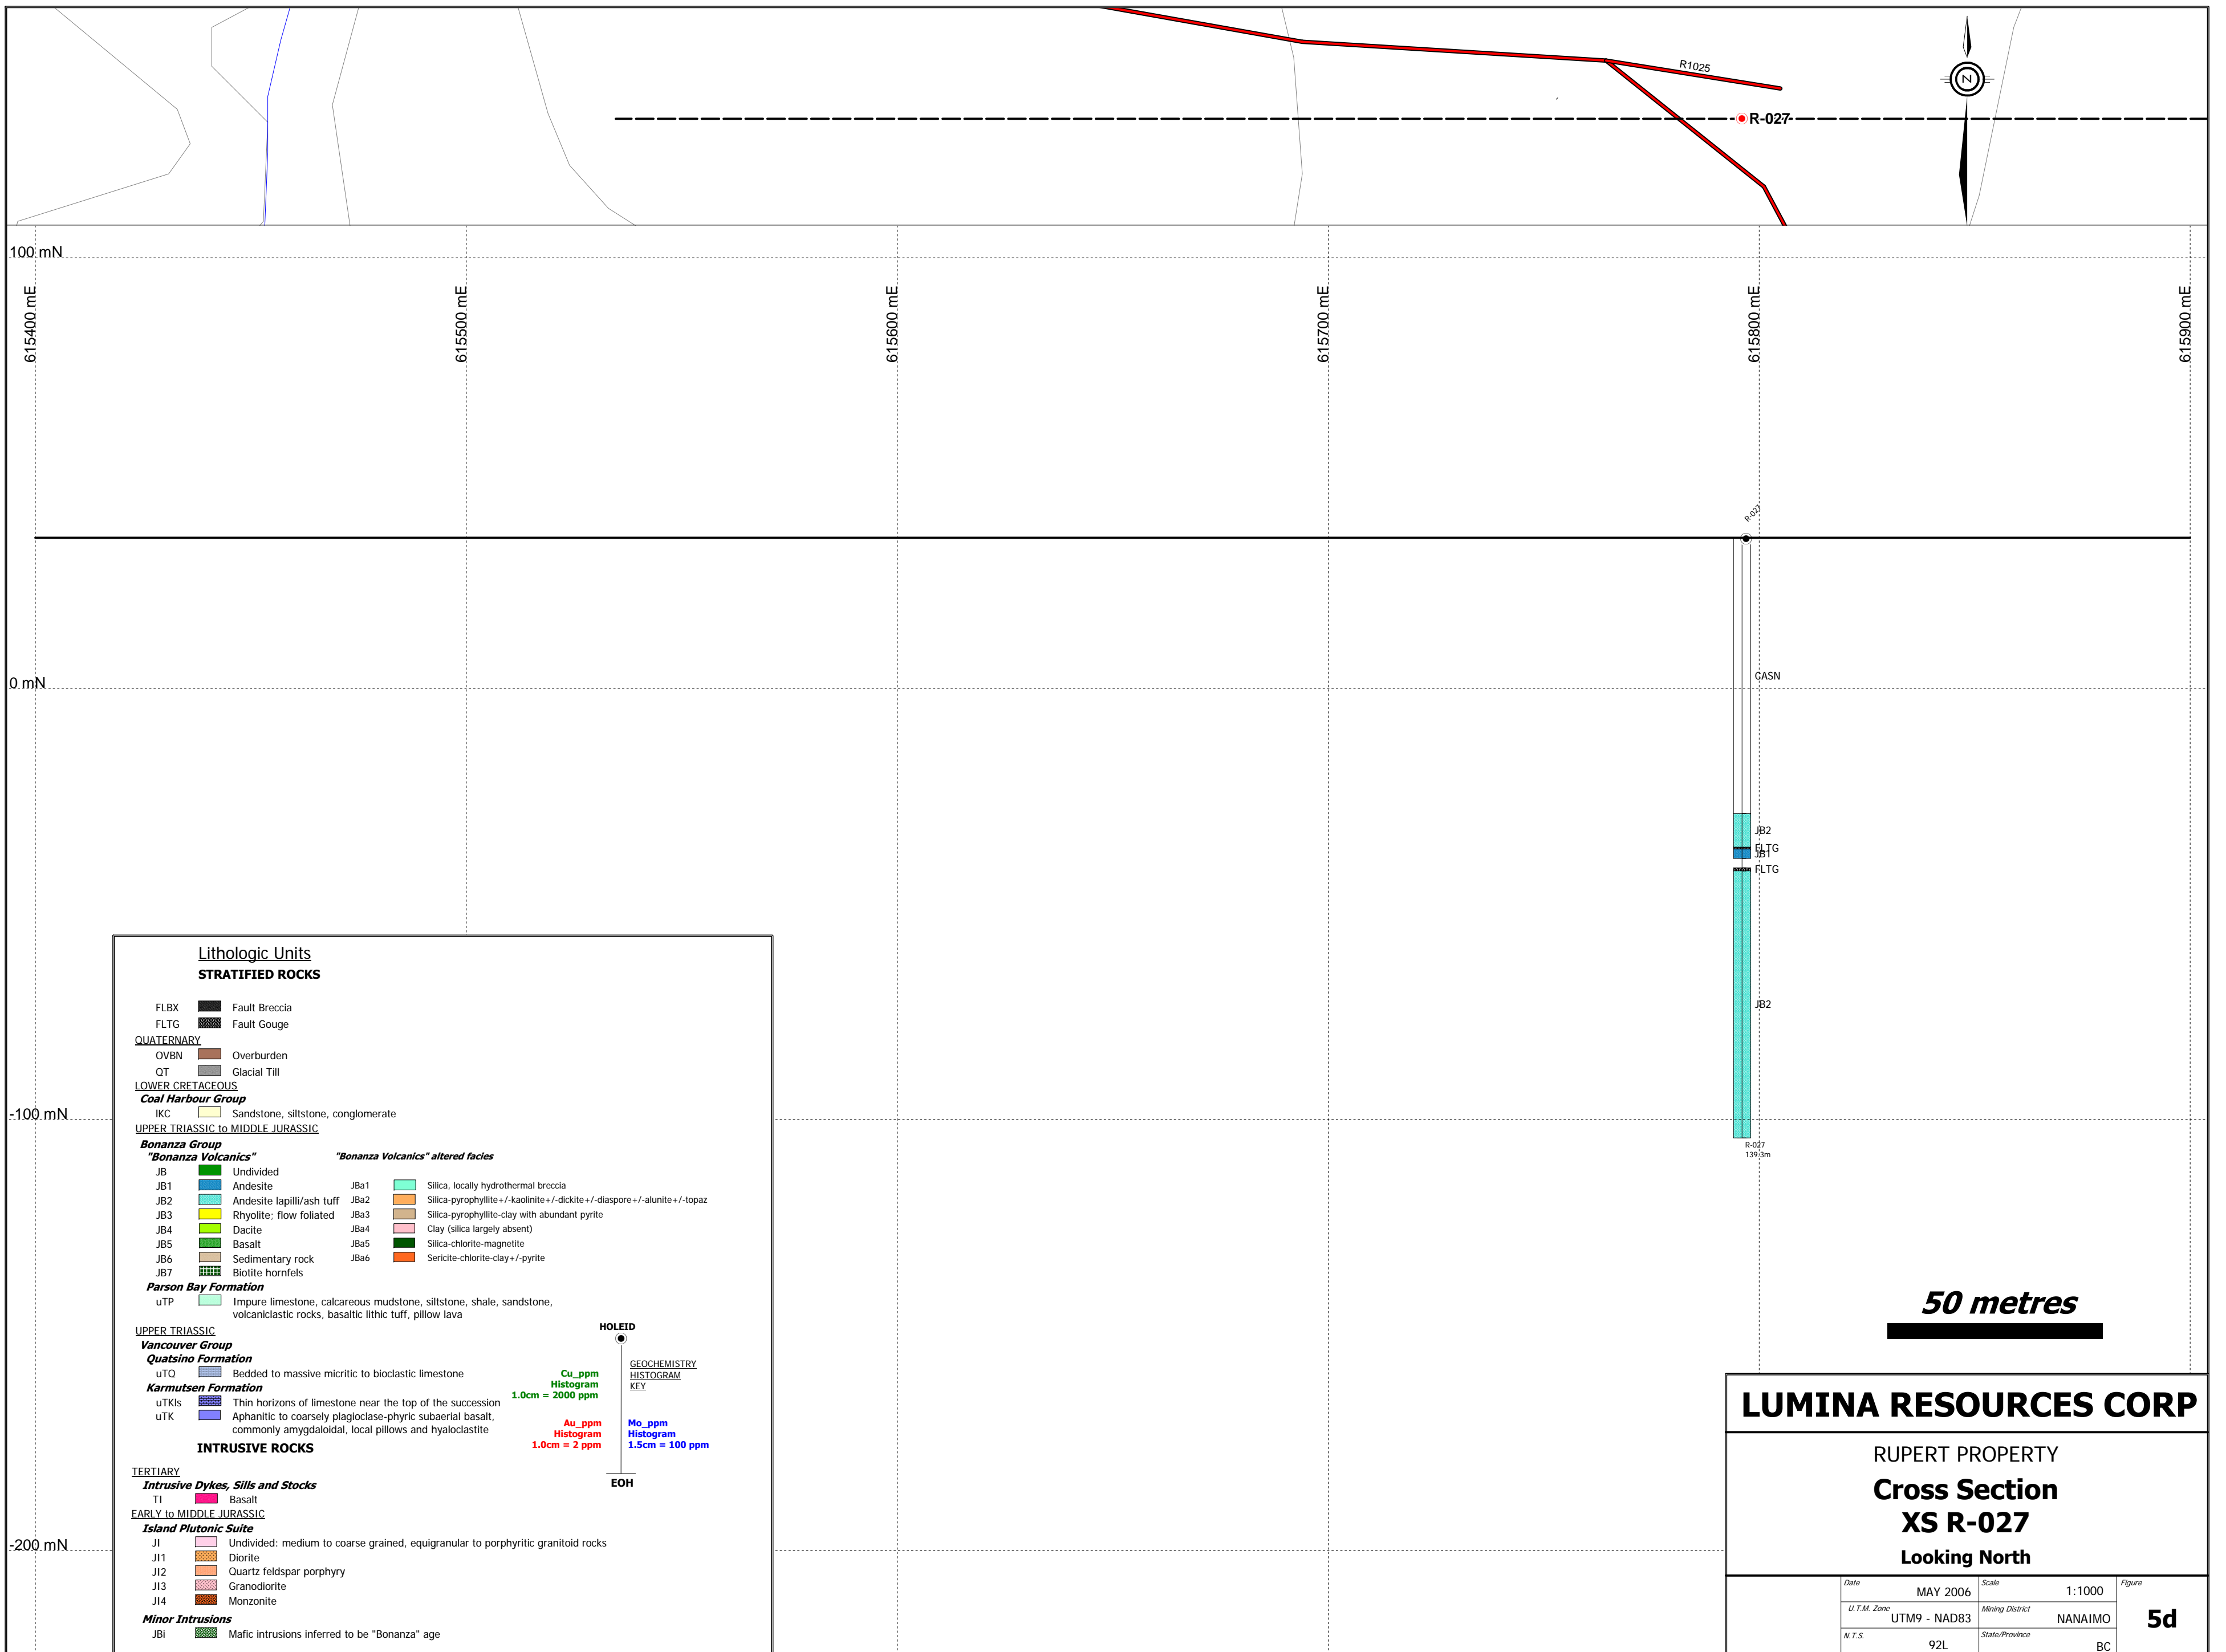 R1025
N
R-027
100 mN
615400 mE
615500 mE
615600 mE
615700 mE
615800 mE
615900 mE
R-027
0 mN
CASN
JB2
FLTG
JB1
FLTG
JB2
-100 mN
R-027
139.3m
-200 mN
Lithologic Units
STRATIFIED ROCKS
FLBX Fault Breccia
FLTG Fault Gouge
QUATERNARY
OVBN Overburden
QT Glacial Till
LOWER CRETACEOUS
Coal Harbour Group
IKC Sandstone, siltstone, conglomerate
UPPER TRIASSIC to MIDDLE JURASSIC
Bonanza Group
"Bonanza Volcanics" "Bonanza Volcanics" altered facies
JB Undivided
JB1 Andesite JBa1 Silica, locally hydrothermal breccia
JB2 Andesite lapilli/ash tuff JBa2 Silica-pyrophyllite+/-kaolinite+/-dickite+/-diaspore+/-alunite+/-topaz
JB3 Rhyolite; flow foliated JBa3 Silica-pyrophyllite-clay with abundant pyrite
JB4 Dacite JBa4 Clay (silica largely absent)
JB5 Basalt JBa5 Silica-chlorite-magnetite
JB6 Sedimentary rock JBa6 Sericite-chlorite-clay+/-pyrite
JB7 Biotite hornfels
Parson Bay Formation
uTP Impure limestone, calcareous mudstone, siltstone, shale, sandstone,
volcaniclastic rocks, basaltic lithic tuff, pillow lava
UPPER TRIASSIC
Vancouver Group
Quatsino Formation
uTQ Bedded to massive micritic to bioclastic limestone
Karmutsen Formation
uTKls Thin horizons of limestone near the top of the succession
uTK Aphanitic to coarsely plagioclase-phyric subaerial basalt,
commonly amygdaloidal, local pillows and hyaloclastite
INTRUSIVE ROCKS
TERTIARY
Intrusive Dykes, Sills and Stocks
TI Basalt
EARLY to MIDDLE JURASSIC
Island Plutonic Suite
JI Undivided: medium to coarse grained, equigranular to porphyritic granitoid rocks
JI1 Diorite
JI2 Quartz feldspar porphyry
JI3 Granodiorite
JI4 Monzonite
Minor Intrusions
JBi Mafic intrusions inferred to be "Bonanza" age
HOLEID
GEOCHEMISTRY
HISTOGRAM
KEY
Cu_ppm
Histogram
1.0cm = 2000 ppm
Au_ppm
Histogram
1.0cm = 2 ppm
Mo_ppm
Histogram
1.5cm = 100 ppm
EOH
50 metres
LUMINA RESOURCES CORP
RUPERT PROPERTY
Cross Section
XS R-027
Looking North
Date MAY 2006 Scale 1:1000 Figure
U.T.M. Zone UTM9 - NAD83 Mining District NANAIMO 5d
N.T.S. 92L State/Province BC